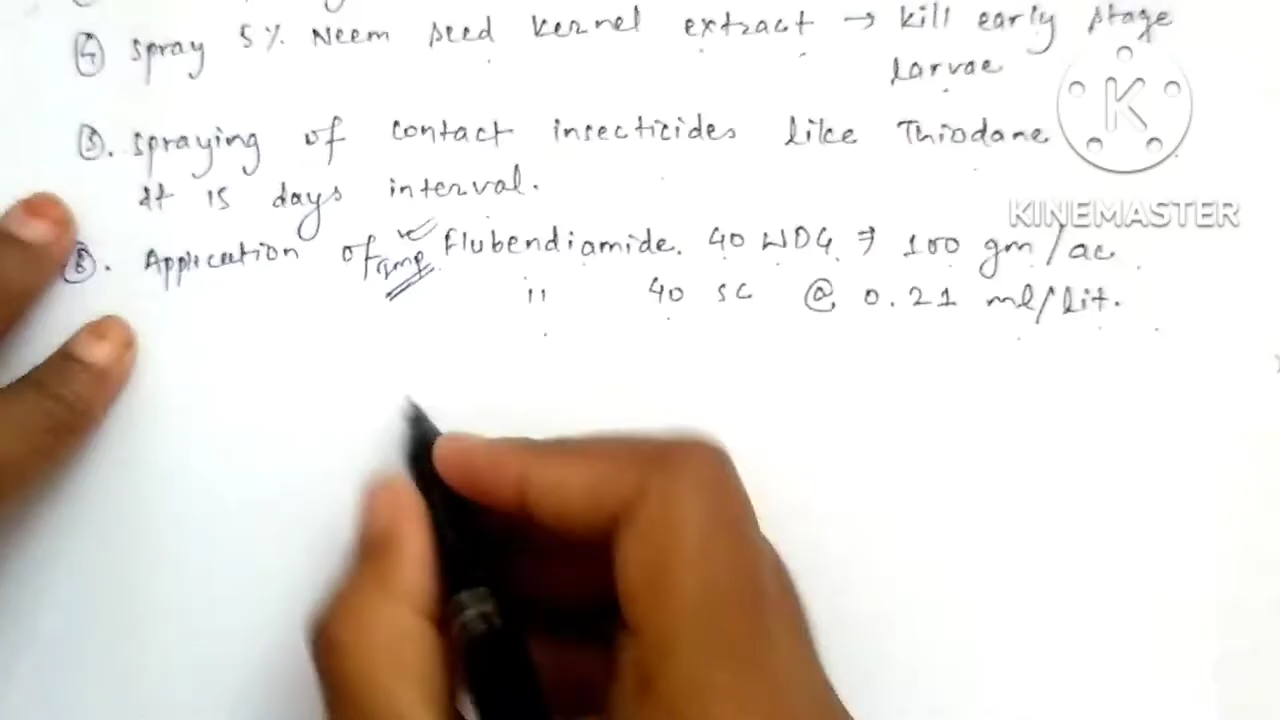 ④ Spray 5% Neem seed kernel extract → kill early stage
larvae
⑤. Spraying of contact insecticides like Thiodane
At 15 days interval.
⑥. Application of Imp Flubendiamide. 40 WDG ⇒ 100 gm/ac
" 40 SC @ 0.21 ml/lit.
K
KINEMASTER